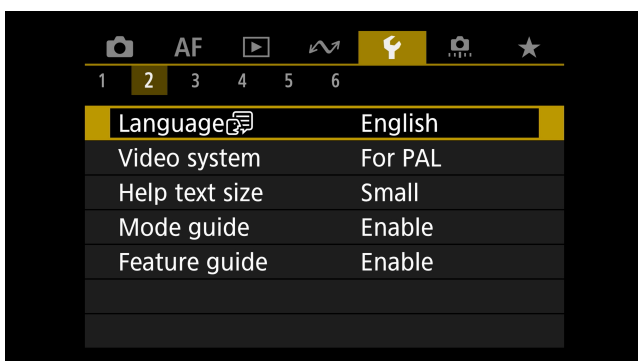 AF
1 2 3 4 5 6
Language English
Video system For PAL
Help text size Small
Mode guide Enable
Feature guide Enable